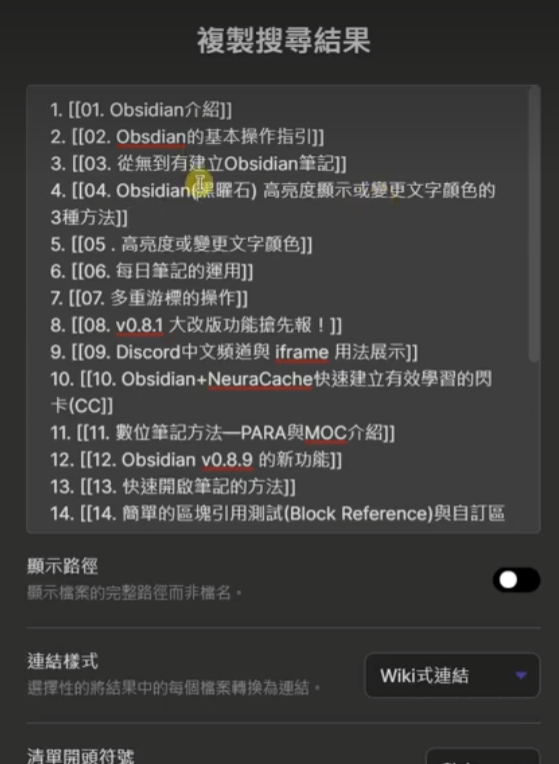 複製搜尋結果
1. [[01. Obsidian介紹]]
2. [[02. Obsdian的基本操作指引]]
3. [[03. 從無到有建立Obsidian筆記]]
4. [[04. Obsidian(黑曜石) 高亮度顯示或變更文字顏色的
3種方法]]
5. [[05 . 高亮度或變更文字顏色]]
6. [[06. 每日筆記的運用]]
7. [[07. 多重游標的操作]]
8. [[08. v0.8.1 大改版功能搶先報！]]
9. [[09. Discord中文頻道與 iframe 用法展示]]
10. [[10. Obsidian+NeuraCache快速建立有效學習的閃
卡(CC]]
11. [[11. 數位筆記方法—PARA與MOC介紹]]
12. [[12. Obsidian v0.8.9 的新功能]]
13. [[13. 快速開啟筆記的方法]]
14. [[14. 簡單的區塊引用測試(Block Reference)與自訂區
顯示路徑
顯示檔案的完整路徑而非檔名。
連結樣式
選擇性的將結果中的每個檔案轉換為連結。
Wiki式連結
清單開頭符號